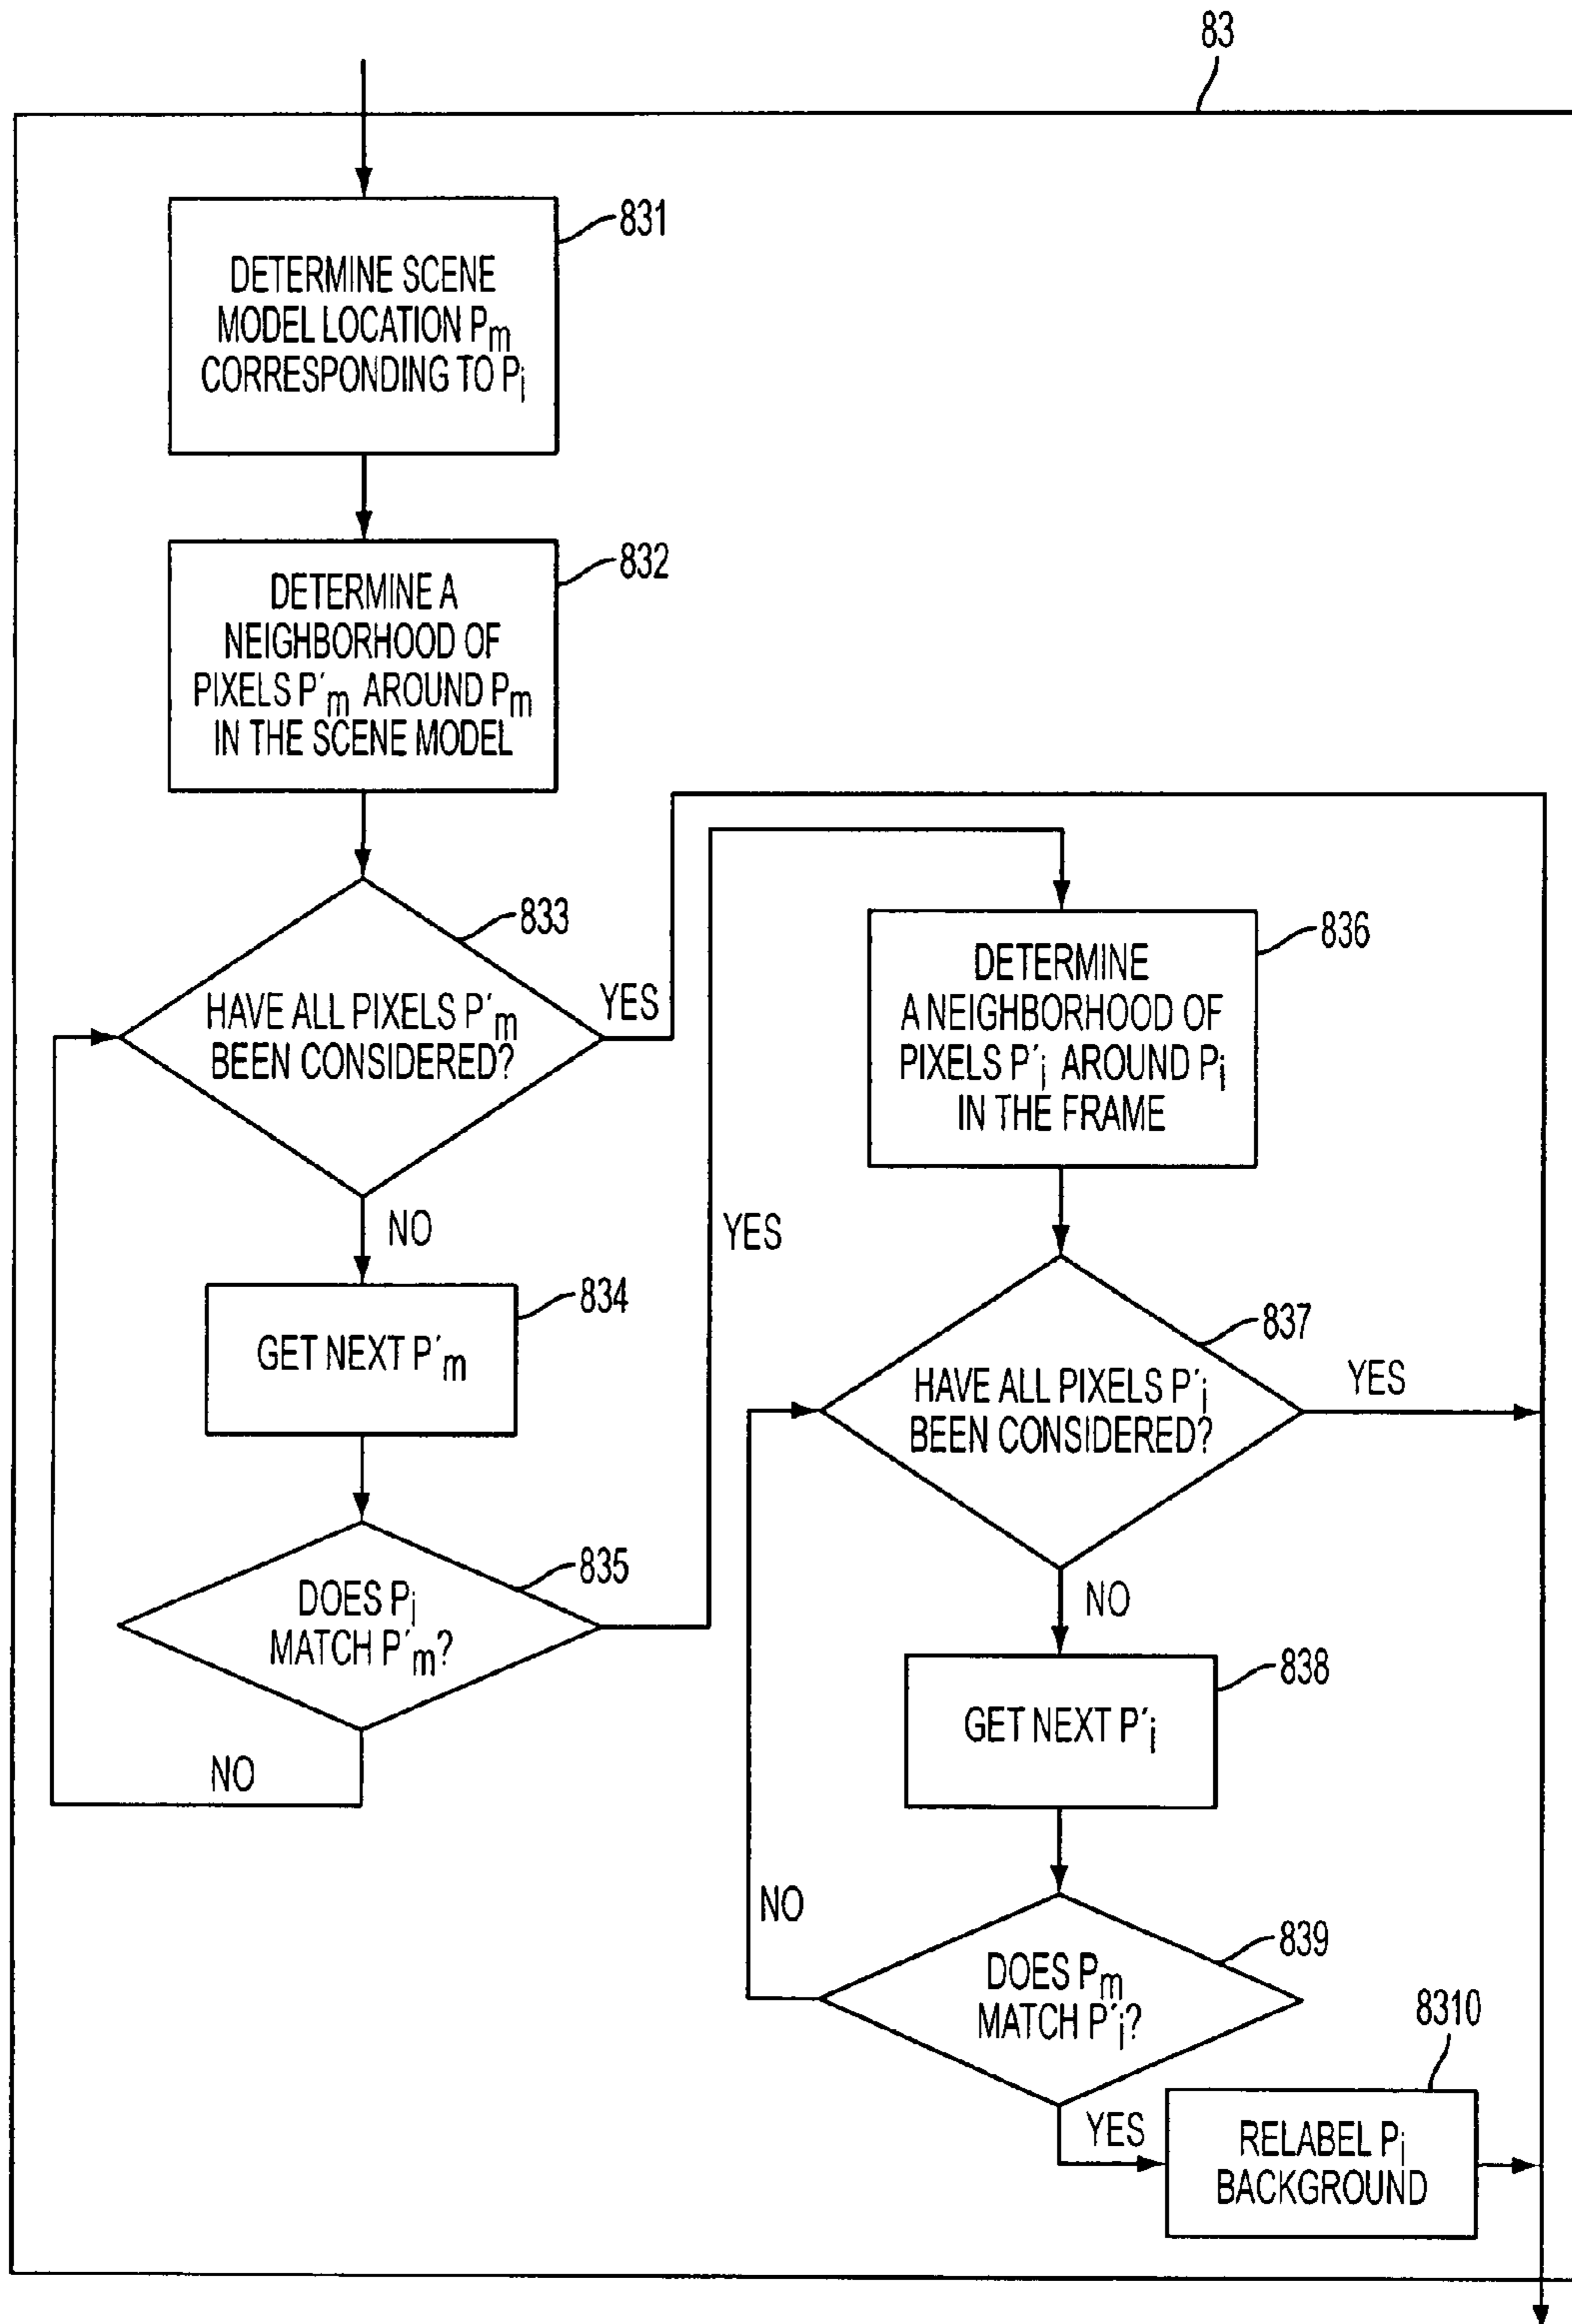 83
831
DETERMINE SCENE
MODEL LOCATION Pm
CORRESPONDING TO Pi
832
DETERMINE A
NEIGHBORHOOD OF
PIXELS P'm AROUND Pm
IN THE SCENE MODEL
833
HAVE ALL PIXELS P'm
BEEN CONSIDERED?
YES
NO
834
GET NEXT P'm
835
DOES Pi
MATCH P'm?
NO
YES
836
DETERMINE
A NEIGHBORHOOD OF
PIXELS P'i AROUND Pi
IN THE FRAME
837
HAVE ALL PIXELS P'i
BEEN CONSIDERED?
YES
NO
838
GET NEXT P'i
839
DOES Pm
MATCH P'i?
NO
YES
8310
RELABEL Pi
BACKGROUND